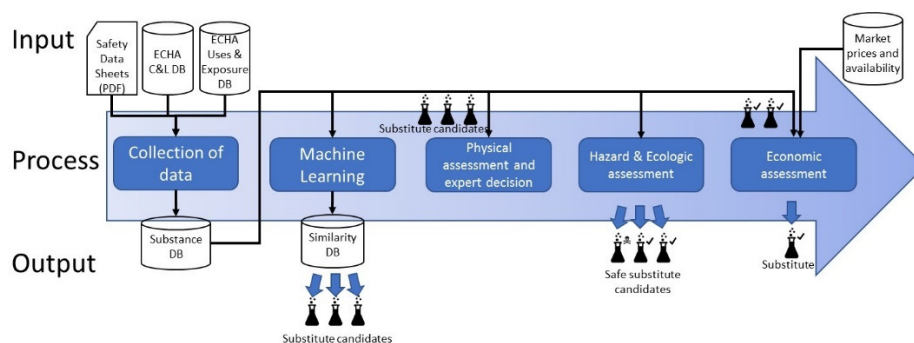 Input
Safety
Data
Sheets
(PDF)
ECHA
C&L DB
ECHA
Uses &
Exposure
DB
Market
prices and
availability
Substitute candidates
Process
Collection of
data
Machine
Learning
Physical
assessment and
expert decision
Hazard & Ecologic
assessment
Economic
assessment
Output
Substance
DB
Similarity
DB
Substitute candidates
Safe substitute
candidates
Substitute